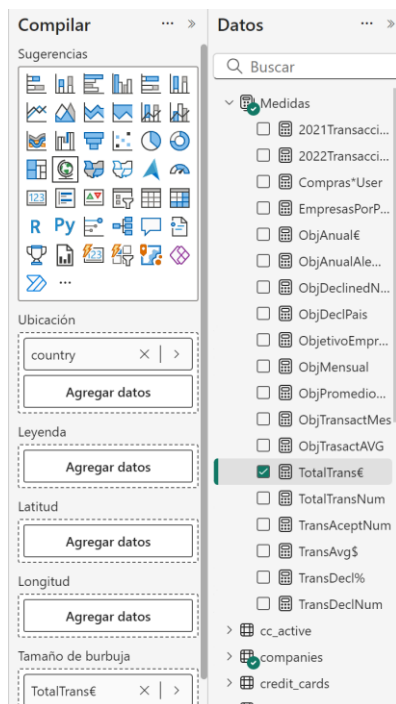 Compilar
Sugerencias
123
R Py
123
Ubicación
country
Agregar datos
Leyenda
Agregar datos
Latitud
Agregar datos
Longitud
Agregar datos
Tamaño de burbuja
TotalTrans€
Datos
Buscar
Medidas
2021Transacci...
2022Transacci...
Compras*User
EmpresasPorP...
ObjAnual€
ObjAnualAle...
ObjDeclinedN...
ObjDeclPais
ObjetivoEmpr...
ObjMensual
ObjPromedio...
ObjTransactMes
ObjTrasactAVG
TotalTrans€
TotalTransNum
TransAceptNum
TransAvg$
TransDecl%
TransDeclNum
cc_active
companies
credit_cards